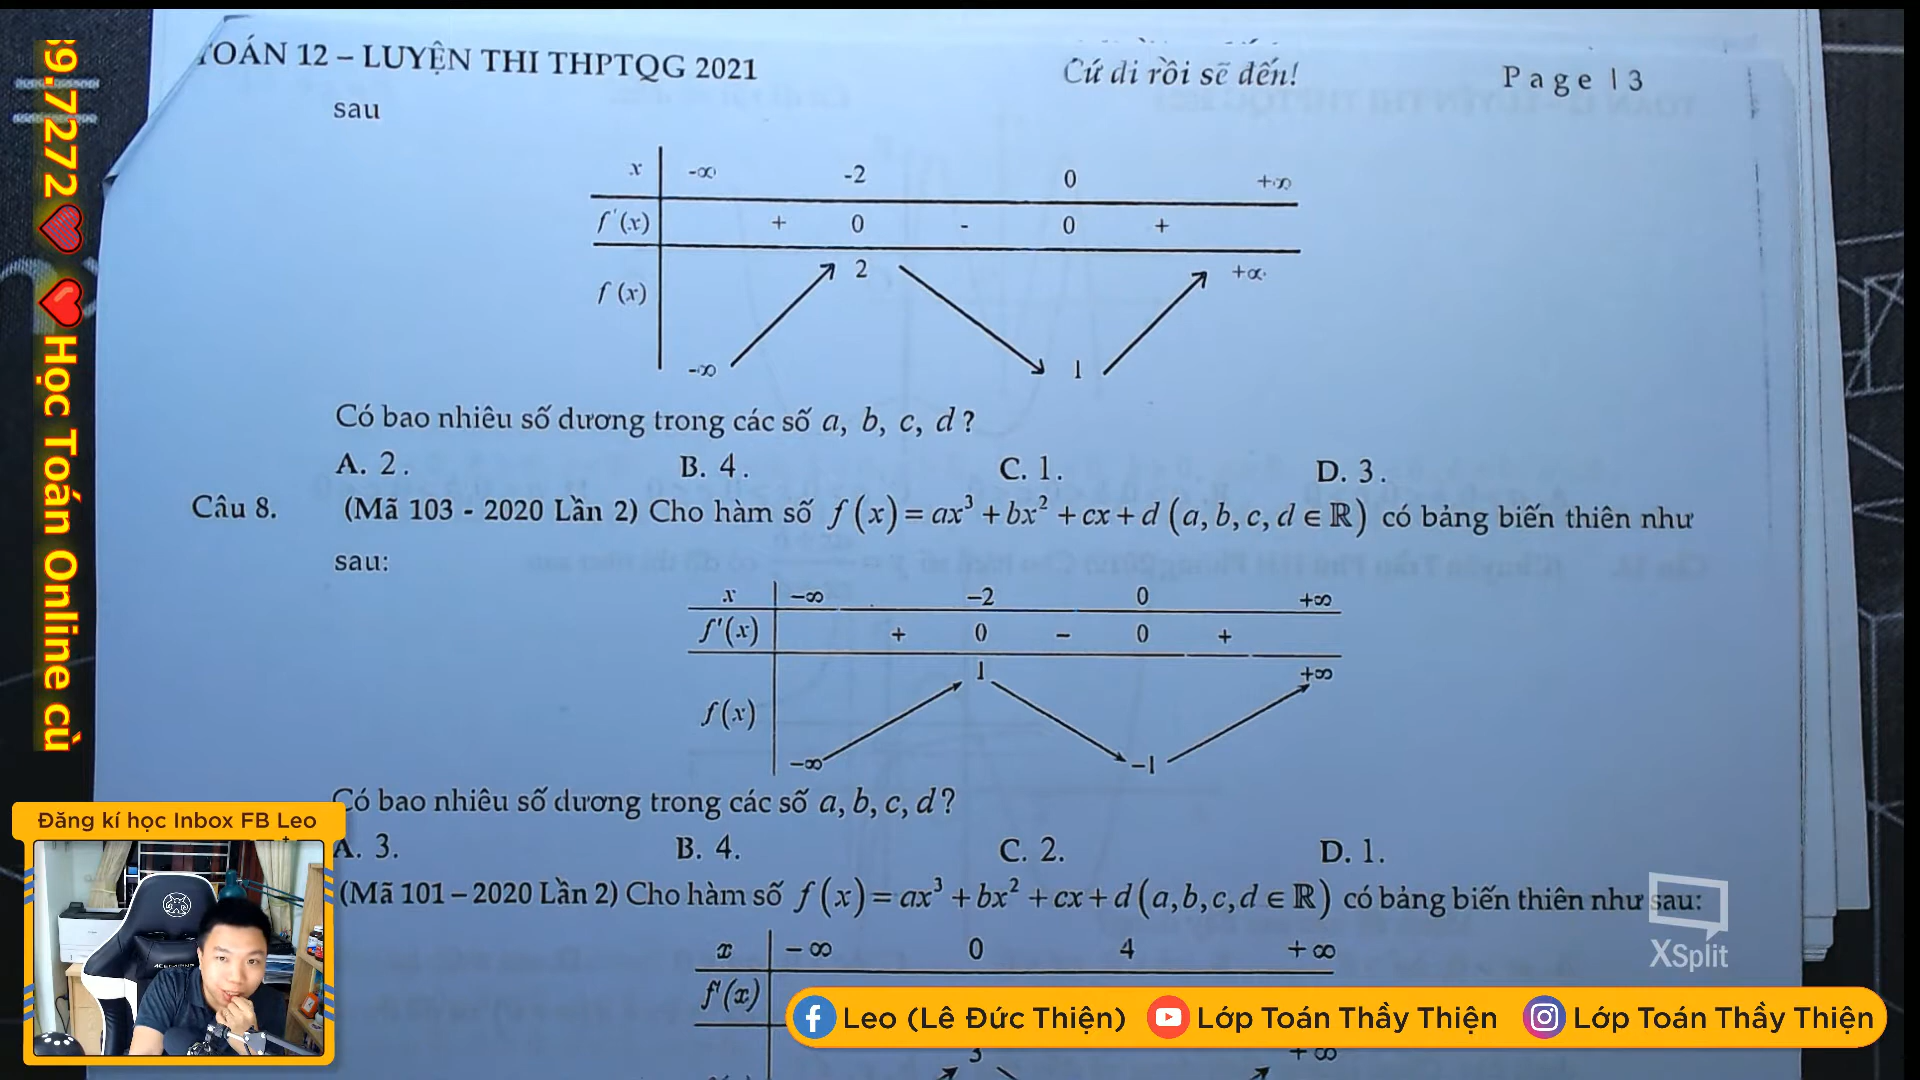 TOÁN 12 – LUYỆN THI THPTQG 2021 Cứ đi rồi sẽ đến! Page | 3
sau
x -∞ -2 0 +∞
f'(x) + 0 - 0 +
2 +∞
f(x)
-∞ 1
Có bao nhiêu số dương trong các số a, b, c, d?
A. 2. B. 4. C. 1. D. 3.
Câu 8. (Mã 103 - 2020 Lần 2) Cho hàm số f(x) = ax³ + bx² + cx + d (a, b, c, d ∈ ℝ) có bảng biến thiên như
sau:
x −∞ −2 0 +∞
f'(x) + 0 − 0 +
1 +∞
f(x)
−∞ −1
Có bao nhiêu số dương trong các số a, b, c, d?
A. 3. B. 4. C. 2. D. 1.
(Mã 101 – 2020 Lần 2) Cho hàm số f(x) = ax³ + bx² + cx + d (a, b, c, d ∈ ℝ) có bảng biến thiên như sau:
x −∞ 0 4 +∞
f'(x)
3 +∞
9.7272❤️ ❤️Học Toán Online cù
Đăng kí học Inbox FB Leo
XSplit
Leo (Lê Đức Thiện) Lớp Toán Thầy Thiện Lớp Toán Thầy Thiện